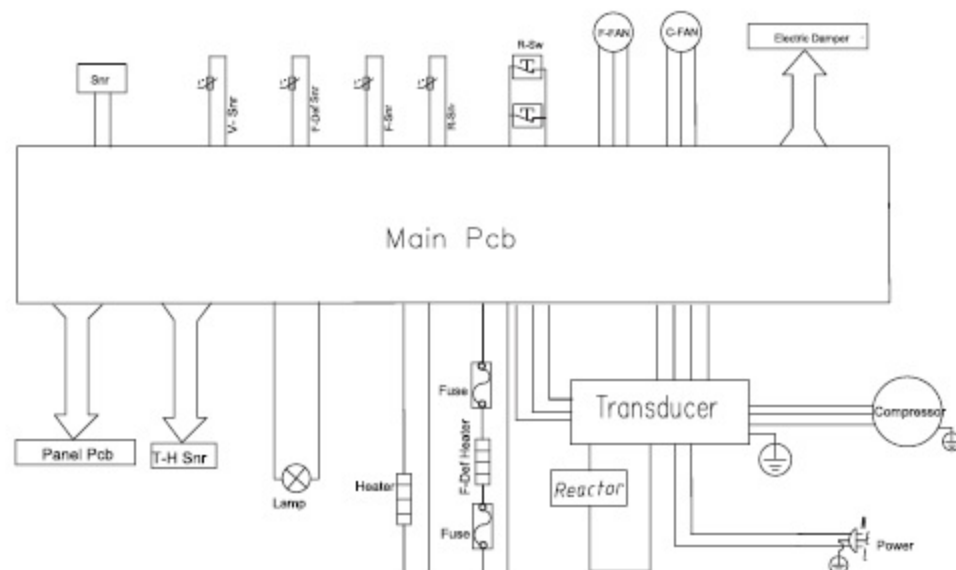 R-Sw
F-FAN
C-FAN
Electric Damper
Snr
V- Snr
F-Def Snr
F-Snr
Main Pcb
Fuse
Transducer
Compressor
Panel Pcb
T-H Snr
F-Def Heater
Heater
Reactor
Lamp
Fuse
Power